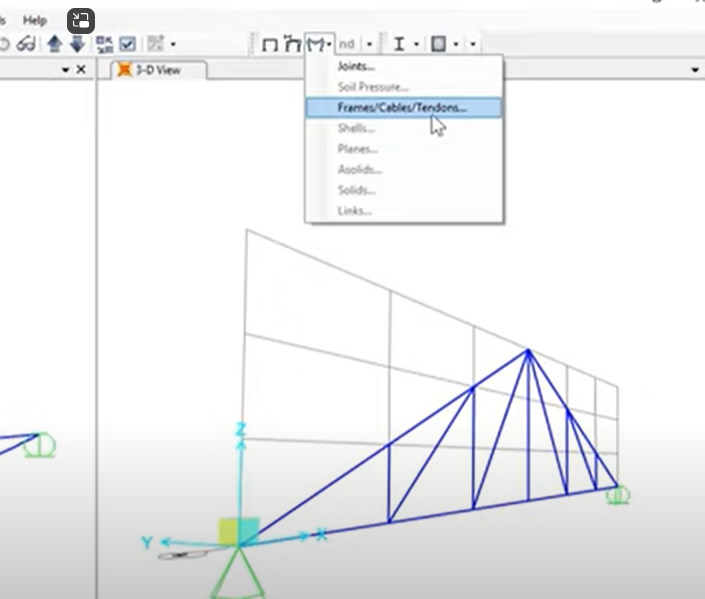 Help
nd
3-D View
Joints...
Soil Pressure...
Frames/Cables/Tendons...
Shells...
Planes...
Asolids...
Solids...
Links...
Z
Y
X